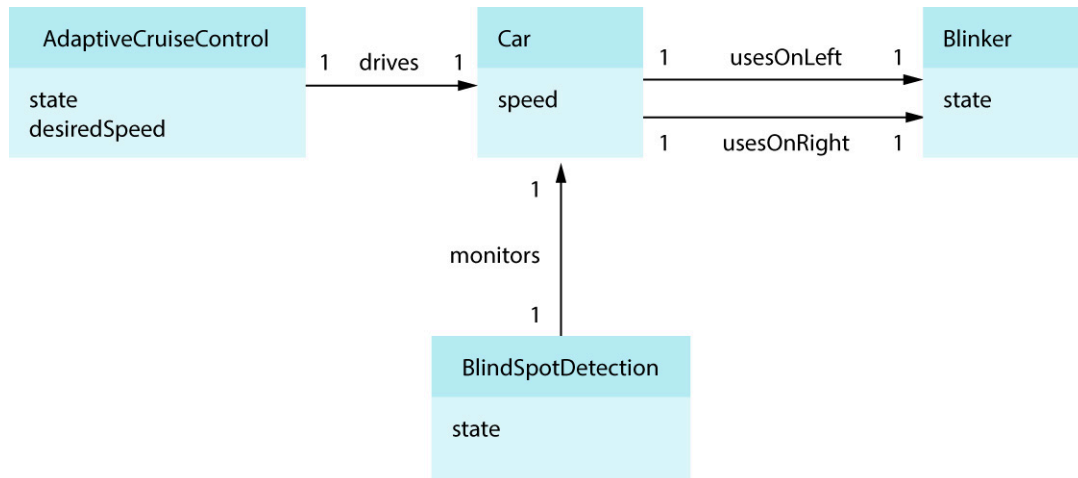 AdaptiveCruiseControl
state
desiredSpeed
1 drives 1
Car
speed
1 usesOnLeft 1
1 usesOnRight 1
Blinker
state
1
monitors
1
BlindSpotDetection
state